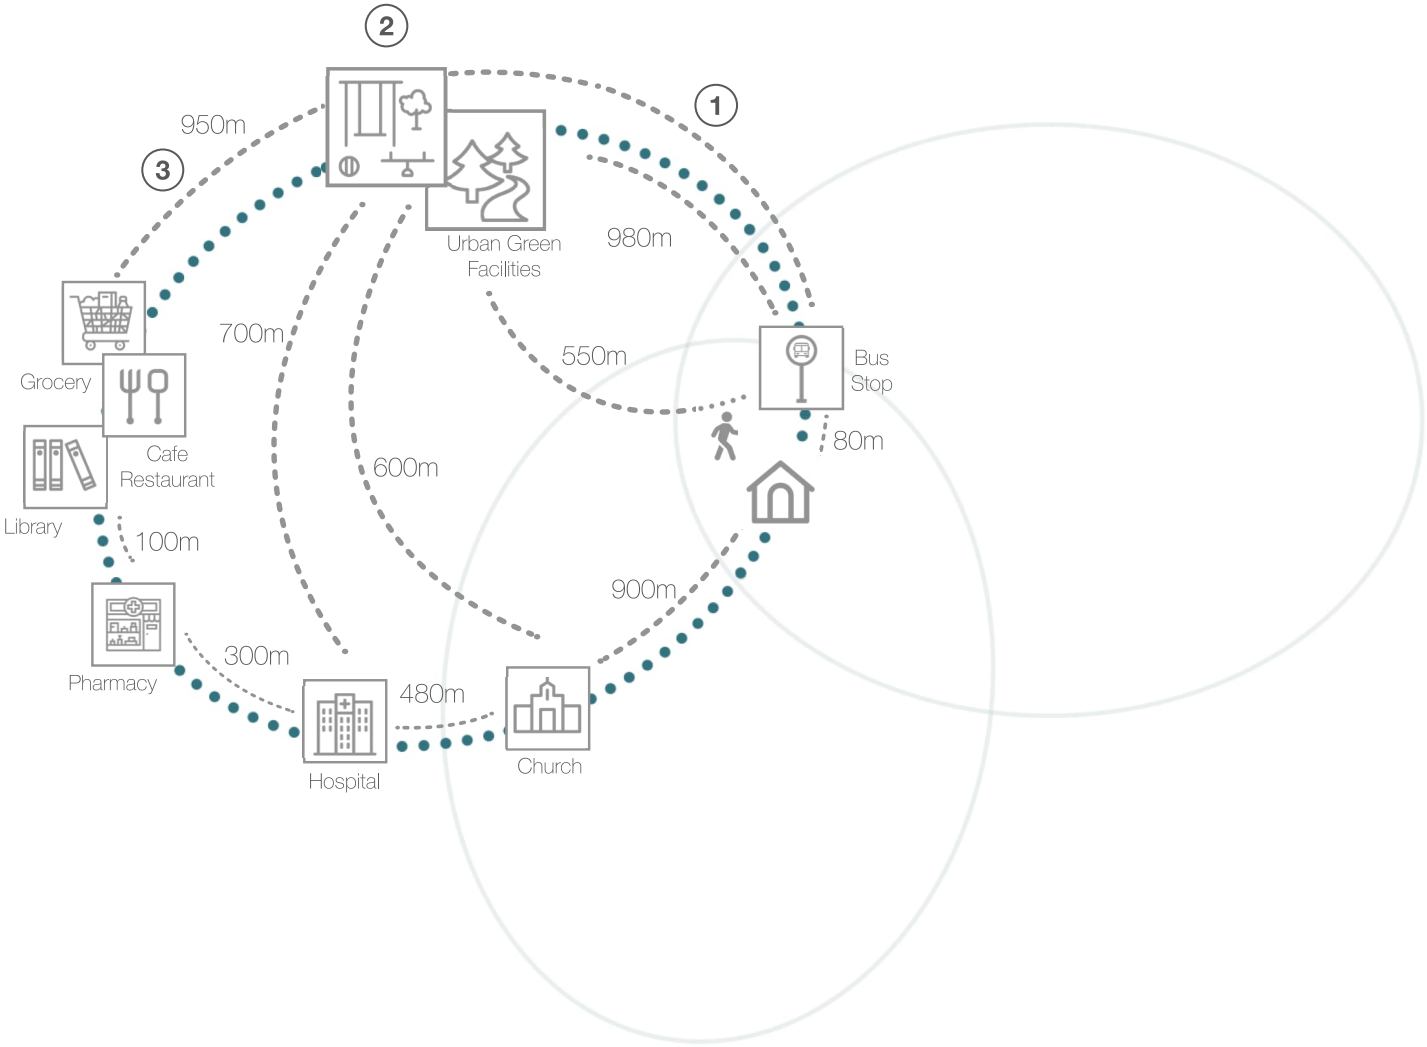 2
1
950m
3
980m
Urban Green
Facilities
700m
550m
Bus
Stop
Grocery
80m
Cafe
Restaurant
600m
Library
100m
900m
300m
Pharmacy
480m
Church
Hospital